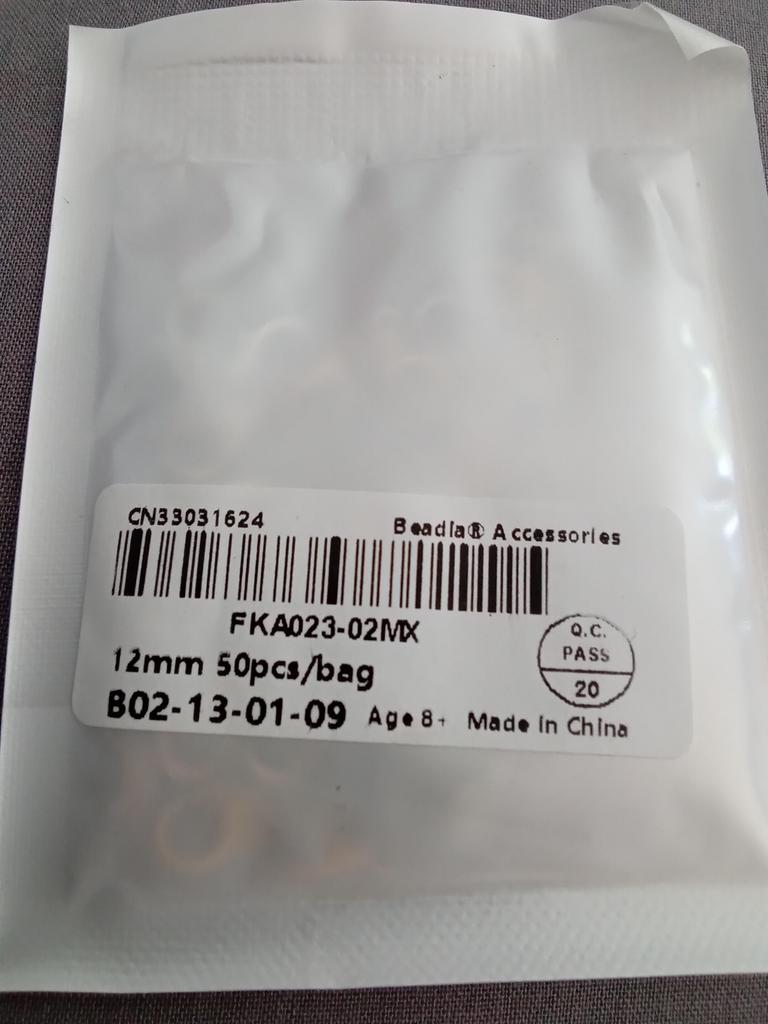 CN33031624
Beadia® Accessories
FKA023-02MX
12mm 50pcs/bag
Q.C.
PASS
20
B02-13-01-09 Age 8+ Made in China